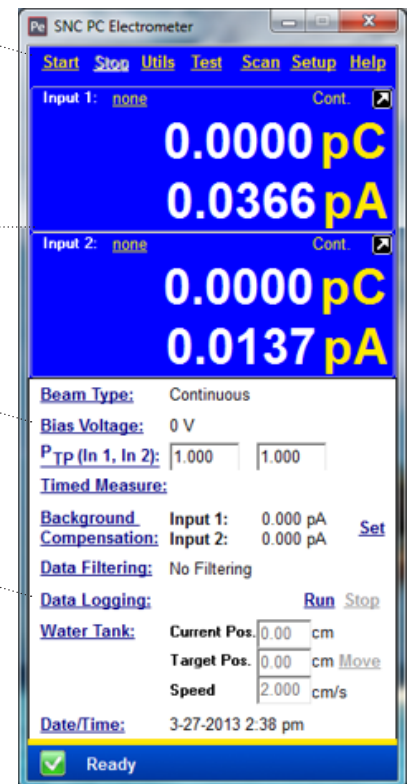 Pe SNC PC Electrometer
Start Stop Utils Test Scan Setup Help
Input 1: none Cont.
0.0000 pC
0.0366 pA
Input 2: none Cont.
0.0000 pC
0.0137 pA
Beam Type: Continuous
Bias Voltage: 0 V
PTP (In 1, In 2): 1.000 1.000
Timed Measure:
Background Input 1: 0.000 pA
Compensation: Input 2: 0.000 pA Set
Data Filtering: No Filtering
Data Logging: Run Stop
Water Tank: Current Pos. 0.00 cm
Target Pos. 0.00 cm Move
Speed 2.000 cm/s
Date/Time: 3-27-2013 2:38 pm
Ready